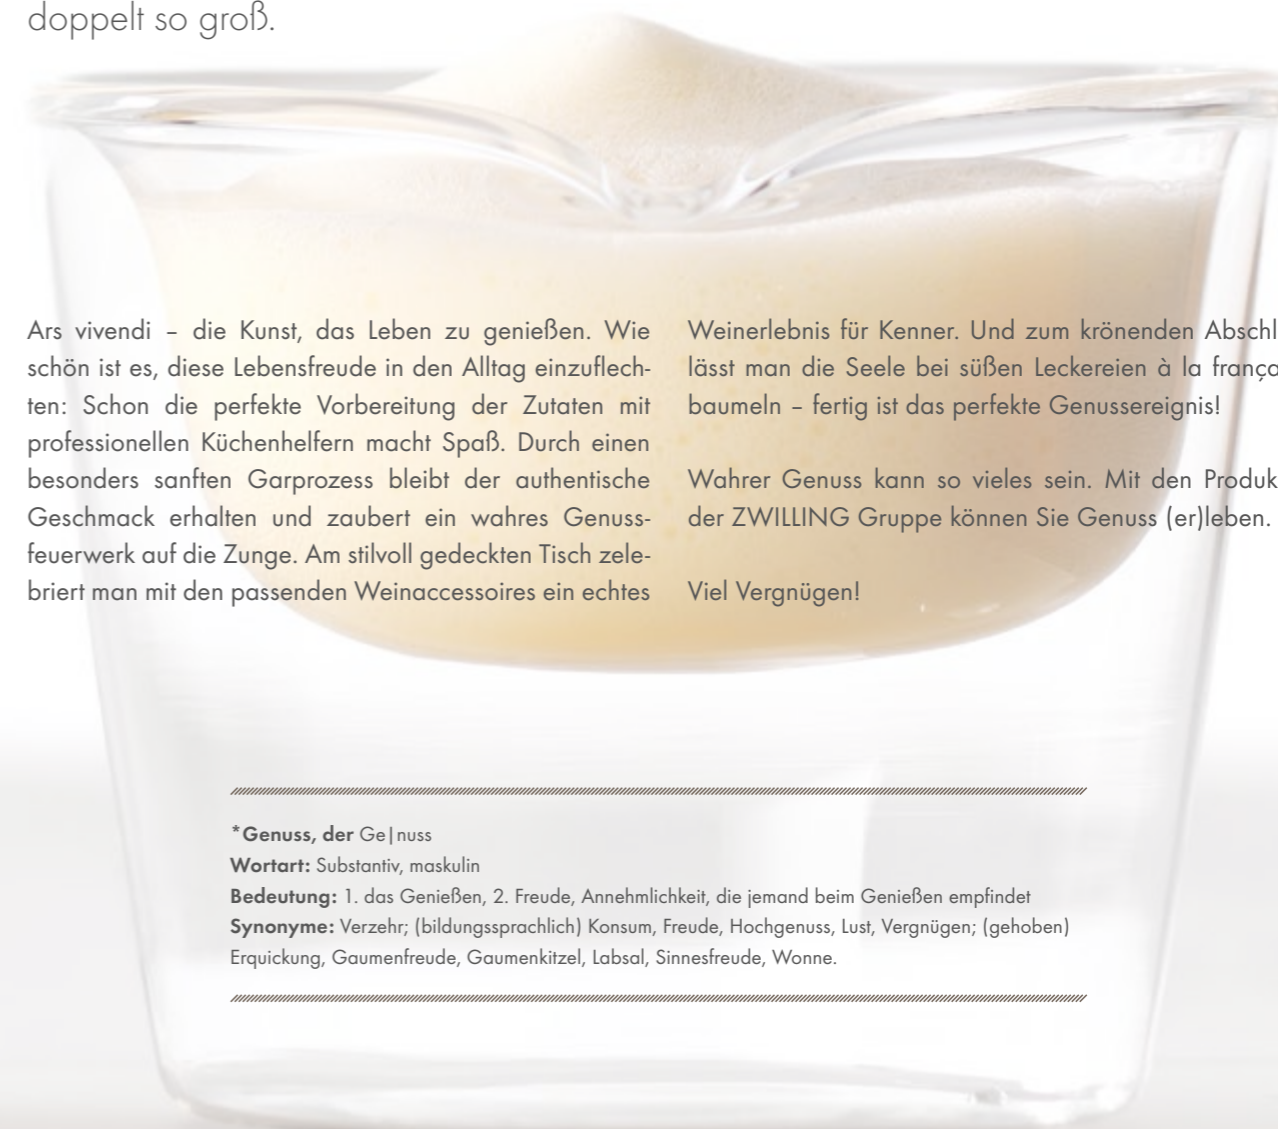 doppelt so groß.
Ars vivendi – die Kunst, das Leben zu genießen. Wie
schön ist es, diese Lebensfreude in den Alltag einzuflech-
ten: Schon die perfekte Vorbereitung der Zutaten mit
professionellen Küchenhelfern macht Spaß. Durch einen
besonders sanften Garprozess bleibt der authentische
Geschmack erhalten und zaubert ein wahres Genuss-
feuerwerk auf die Zunge. Am stilvoll gedeckten Tisch zele-
briert man mit den passenden Weinaccessoires ein echtes
Weinerlebnis für Kenner. Und zum krönenden
lässt man die Seele bei süßen Leckereien à la
baumeln – fertig ist das perfekte Genussereignis!
Wahrer Genuss kann so vieles sein. Mit den
der ZWILLING Gruppe können Sie Genuss (er)leben.
Viel Vergnügen!
*Genuss, der Ge|nuss
Wortart: Substantiv, maskulin
Bedeutung: 1. das Genießen, 2. Freude, Annehmlichkeit, die jemand beim Genießen empfindet
Synonyme: Verzehr; (bildungssprachlich) Konsum, Freude, Hochgenuss, Lust, Vergnügen; (gehoben)
Erquickung, Gaumenfreude, Gaumenkitzel, Labsal, Sinnesfreude, Wonne.